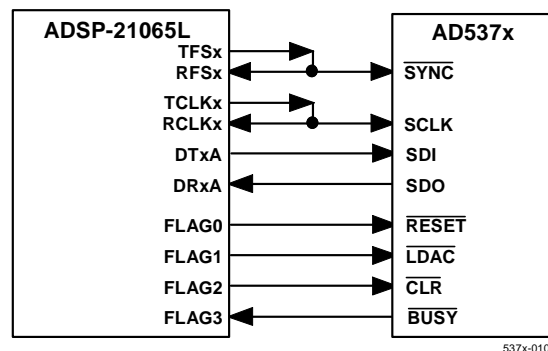 ADSP-21065L
AD537x
TFSx
RFSx
SYNC
TCLKx
RCLKx
SCLK
DTxA
SDI
DRxA
SDO
FLAG0
RESET
FLAG1
LDAC
FLAG2
CLR
FLAG3
BUSY
537x-010